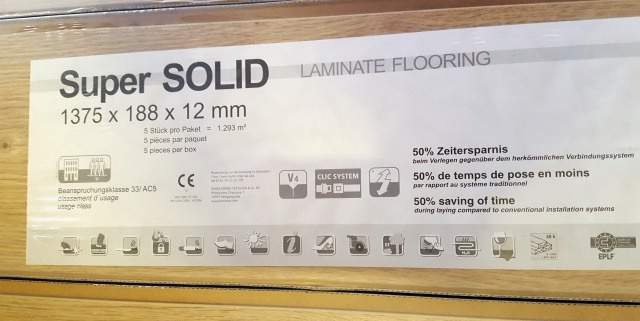 Super SOLID
LAMINATE FLOORING
1375 x 188 x 12 mm
5 Stück pro Paket = 1.293 m²
5 pièces par paquet
5 pieces per box
Beanspruchungsklasse 33/ AC5
classement d´usage
usage class
CE
V4
CLIC SYSTEM
50% Zeitersparnis
beim Verlegen gegenüber dem herkömmlichen Verbindungssystem
50% de temps de pose en moins
par rapport au système traditionnel
50% saving of time
during laying compared to conventional installation systems
EPLF